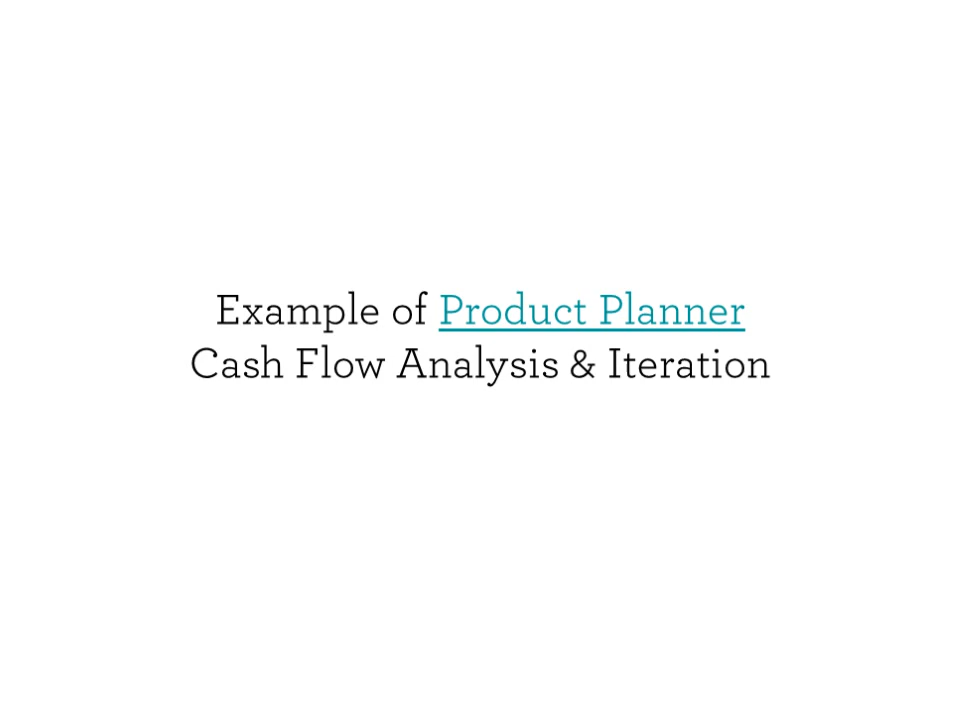 Example of Product Planner
Cash Flow Analysis & Iteration